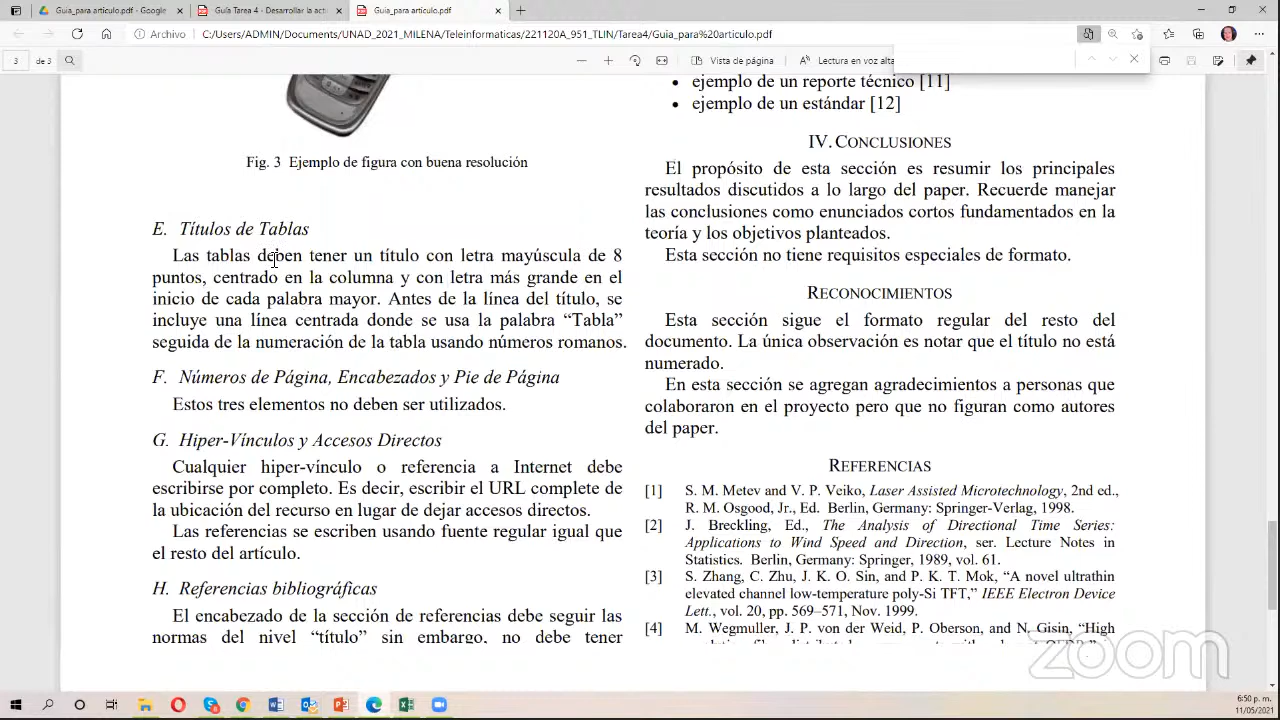 Guia_para articulo.pdf - Google
Guía Tarea 4 - Desarrollar la acti
Guia_para articulo.pdf
Archivo
C:/Users/ADMIN/Documents/UNAD_2021_MILENA/Teleinformaticas/221120A_951_TLIN/Tarea4/Guia_para%20articulo.pdf
3
de 3
Vista de página
Lectura en voz alta
Fig. 3 Ejemplo de figura con buena resolución
E. Títulos de Tablas
Las tablas deben tener un título con letra mayúscula de 8
puntos, centrado en la columna y con letra más grande en el
inicio de cada palabra mayor. Antes de la línea del título, se
incluye una línea centrada donde se usa la palabra “Tabla”
seguida de la numeración de la tabla usando números romanos.
F. Números de Página, Encabezados y Pie de Página
Estos tres elementos no deben ser utilizados.
G. Hiper-Vínculos y Accesos Directos
Cualquier hiper-vínculo o referencia a Internet debe
escribirse por completo. Es decir, escribir el URL complete de
la ubicación del recurso en lugar de dejar accesos directos.
Las referencias se escriben usando fuente regular igual que
el resto del artículo.
H. Referencias bibliográficas
El encabezado de la sección de referencias debe seguir las
normas del nivel “título” sin embargo, no debe tener
• ejemplo de un reporte técnico [11]
• ejemplo de un estándar [12]
IV. CONCLUSIONES
El propósito de esta sección es resumir los principales
resultados discutidos a lo largo del paper. Recuerde manejar
las conclusiones como enunciados cortos fundamentados en la
teoría y los objetivos planteados.
Esta sección no tiene requisitos especiales de formato.
RECONOCIMIENTOS
Esta sección sigue el formato regular del resto del
documento. La única observación es notar que el título no está
numerado.
En esta sección se agregan agradecimientos a personas que
colaboraron en el proyecto pero que no figuran como autores
del paper.
REFERENCIAS
[1] S. M. Metev and V. P. Veiko, Laser Assisted Microtechnology, 2nd ed.,
R. M. Osgood, Jr., Ed. Berlin, Germany: Springer-Verlag, 1998.
[2] J. Breckling, Ed., The Analysis of Directional Time Series:
Applications to Wind Speed and Direction, ser. Lecture Notes in
Statistics. Berlin, Germany: Springer, 1989, vol. 61.
[3] S. Zhang, C. Zhu, J. K. O. Sin, and P. K. T. Mok, “A novel ultrathin
elevated channel low-temperature poly-Si TFT,” IEEE Electron Device
Lett., vol. 20, pp. 569–571, Nov. 1999.
[4] M. Wegmuller, J. P. von der Weid, P. Oberson, and N. Gisin, “High
zoom
6:50 p. m.
11/05/2021